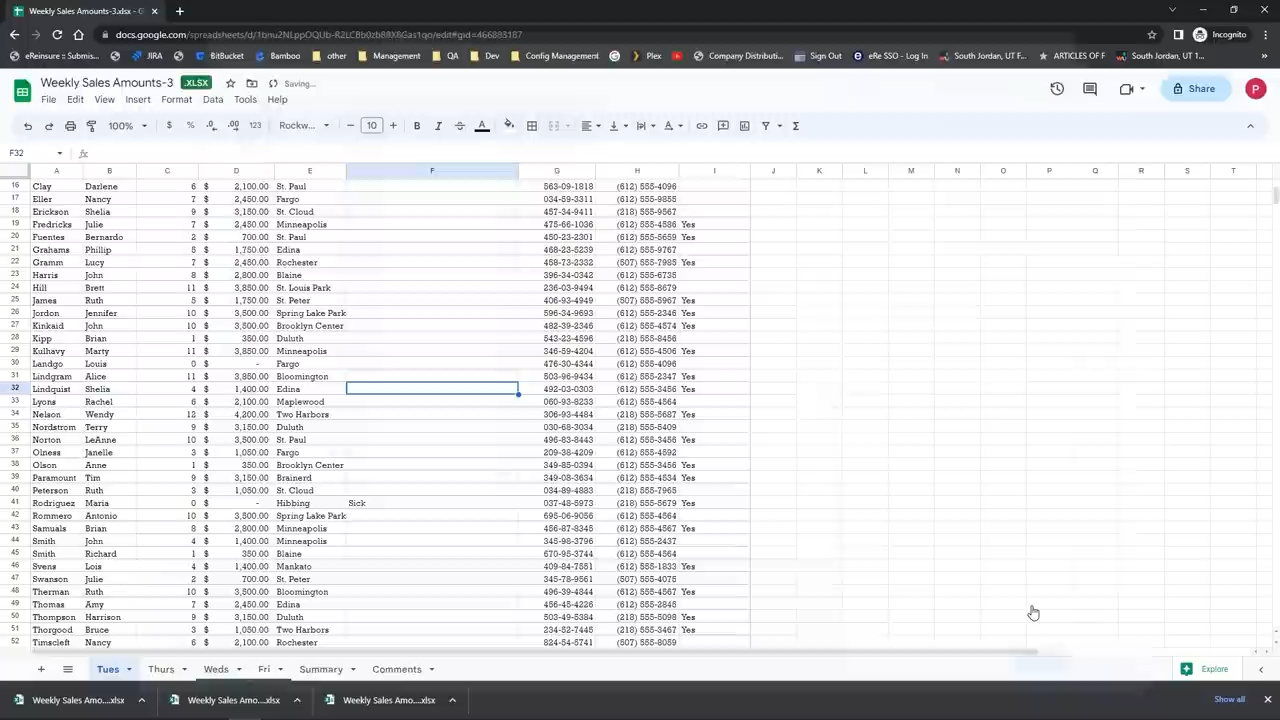 Weekly Sales Amounts-3.xlsx - G
docs.google.com/spreadsheets/d/
Incognito
eReinsure :: Submis... JIRA BitBucket Bamboo other Management QA Dev Config Management Plex Company Distributi... Sign Out eRe SSO - Log In South Jordan, UT F... ARTICLES OF F South Jordan, UT 1...
Weekly Sales Amounts-3 .XLSX Saving...
File Edit View Insert Format Data Tools Help
Share P
100% $ % .0 .00 123 Rockw... 10 B I S A
F32 fx
A B C D E F G H I J K L M N O P Q R S T
16 Clay Darlene 6 $ 2,100.00 St. Paul 563-09-1818 (612) 555-4096
17 Eller Nancy 7 $ 2,450.00 Fargo 034-59-3311 (612) 555-9855
18 Erickson Shelia 9 $ 3,150.00 St. Cloud 457-34-9411 (218) 555-9567
19 Fredricks Julie 7 $ 2,450.00 Minneapolis 475-66-1036 (612) 555-4586 Yes
20 Fuentes Bernardo 2 $ 700.00 St. Paul 450-23-2301 (612) 555-5659 Yes
21 Grahams Phillip 5 $ 1,750.00 Edina 468-23-5239 (612) 555-9767
22 Gramm Lucy 7 $ 2,450.00 Rochester 458-73-2332 (507) 555-7985 Yes
23 Harris John 8 $ 2,800.00 Blaine 396-34-0342 (612) 555-6735
24 Hill Brett 11 $ 3,850.00 St. Louis Park 236-03-9494 (612) 555-8679
25 James Ruth 5 $ 1,750.00 St. Peter 406-93-4949 (507) 555-5967 Yes
26 Jordon Jennifer 10 $ 3,500.00 Spring Lake Park 596-34-9693 (612) 555-2346 Yes
27 Kinkaid John 10 $ 3,500.00 Brooklyn Center 482-39-2346 (612) 555-4574 Yes
28 Kipp Brian 1 $ 350.00 Duluth 543-23-4596 (218) 555-8456
29 Kulhavy Marty 11 $ 3,850.00 Minneapolis 346-59-4204 (612) 555-4506 Yes
30 Landgo Louis 0 $ - Fargo 476-30-4344 (612) 555-4096
31 Lindgram Alice 11 $ 3,850.00 Bloomington 503-96-9434 (612) 555-2347 Yes
32 Lindquist Shelia 4 $ 1,400.00 Edina 492-03-0303 (612) 555-3456 Yes
33 Lyons Rachel 6 $ 2,100.00 Maplewood 060-93-8233 (612) 555-4564
34 Nelson Wendy 12 $ 4,200.00 Two Harbors 306-93-4484 (218) 555-5687 Yes
35 Nordstrom Terry 9 $ 3,150.00 Duluth 030-68-3034 (218) 555-5409
36 Norton LeAnne 10 $ 3,500.00 St. Paul 496-83-8443 (612) 555-3456 Yes
37 Olness Janelle 3 $ 1,050.00 Fargo 209-38-4209 (612) 555-4592
38 Olson Anne 1 $ 350.00 Brooklyn Center 349-85-0394 (612) 555-3456 Yes
39 Paramount Tim 9 $ 3,150.00 Brainerd 349-08-3634 (612) 555-4534 Yes
40 Peterson Ruth 3 $ 1,050.00 St. Cloud 034-89-4883 (218) 555-7965
41 Rodriguez Maria 0 $ - Hibbing Sick 037-48-5973 (218) 555-5679 Yes
42 Rommero Antonio 10 $ 3,500.00 Spring Lake Park 695-06-9056 (612) 555-4564
43 Samuals Brian 8 $ 2,800.00 Minneapolis 456-87-8345 (612) 555-4567 Yes
44 Smith John 4 $ 1,400.00 Minneapolis 345-98-3796 (612) 555-2437
45 Smith Richard 1 $ 350.00 Blaine 670-95-3744 (612) 555-4564
46 Svens Lois 4 $ 1,400.00 Mankato 409-84-7551 (612) 555-1833 Yes
47 Swanson Julie 2 $ 700.00 St. Peter 345-78-9561 (507) 555-4075
48 Therman Ruth 10 $ 3,500.00 Bloomington 496-39-4844 (612) 555-4567 Yes
49 Thomas Amy 7 $ 2,450.00 Edina 456-45-4226 (612) 555-2845
50 Thompson Harrison 9 $ 3,150.00 Duluth 503-49-5384 (218) 555-5098 Yes
51 Thorgood Bruce 3 $ 1,050.00 Two Harbors 234-52-7445 (218) 555-3467 Yes
52 Timscleft Nancy 6 $ 2,100.00 Rochester 824-54-5741 (507) 555-8059
Tues Thurs Weds Fri Summary Comments Explore
Weekly Sales Amo....xlsx Weekly Sales Amo....xlsx Weekly Sales Amo....xlsx Show all